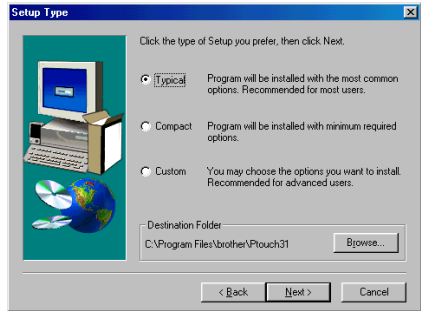 Setup Type
Click the type of Setup you prefer, then click Next.
Typical
Program will be installed with the most common
options. Recommended for most users.
Compact
Program will be installed with minimum required
options.
Custom
You may choose the options you want to install.
Recommended for advanced users.
Destination Folder
C:\Program Files\brother\Ptouch31
Browse...
< Back
Next >
Cancel